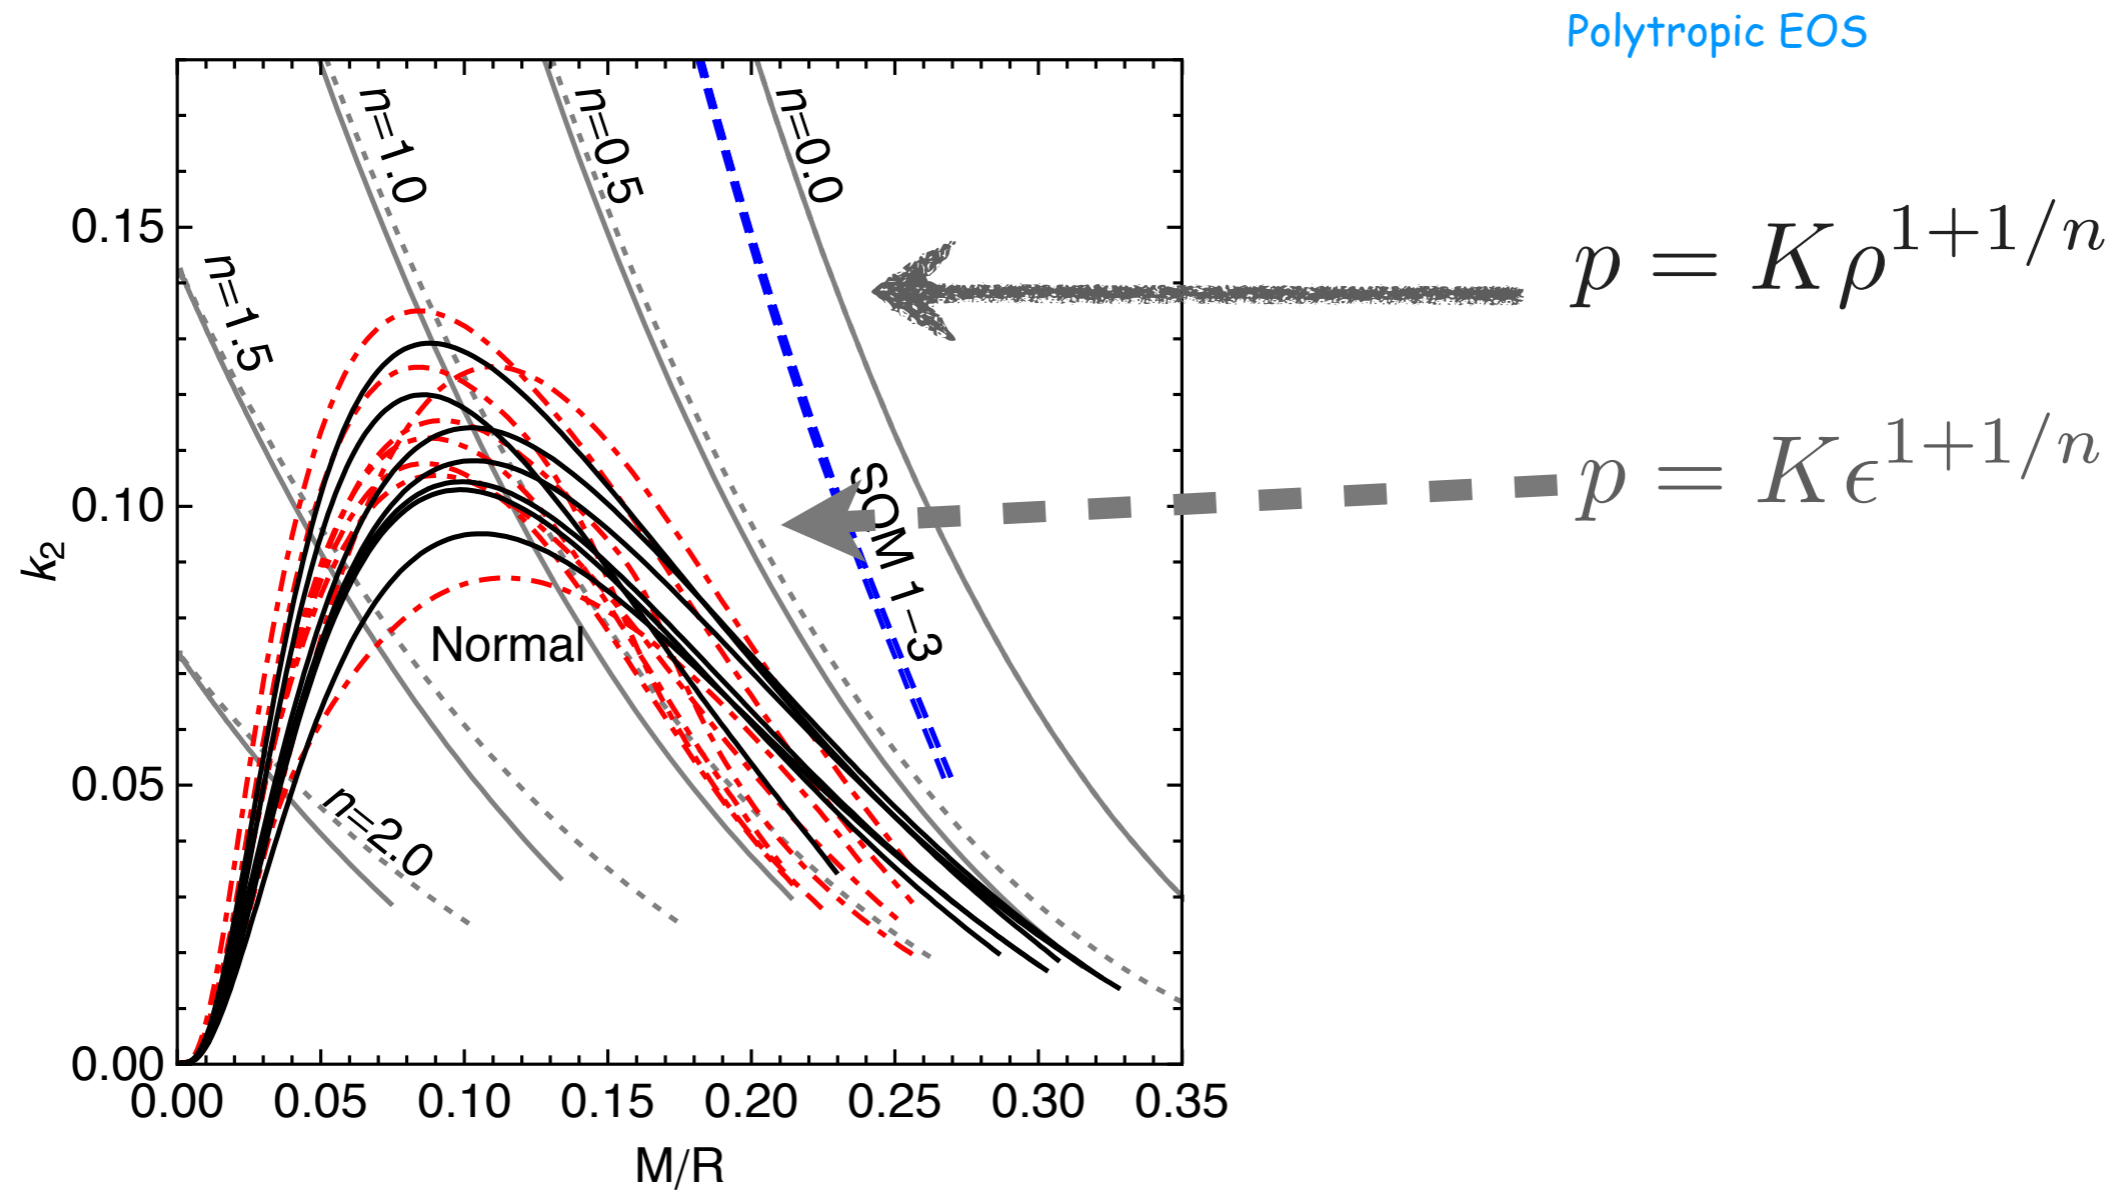 Polytropic EOS
n=1.0
n=0.5
n=0.0
n=1.5
n=2.0
SQM 1–3
Normal
p = Kρ^{1+1/n}
p = Kϵ^{1+1/n}
k₂
0.15
0.10
0.05
0.00
0.00 0.05 0.10 0.15 0.20 0.25 0.30 0.35
M/R